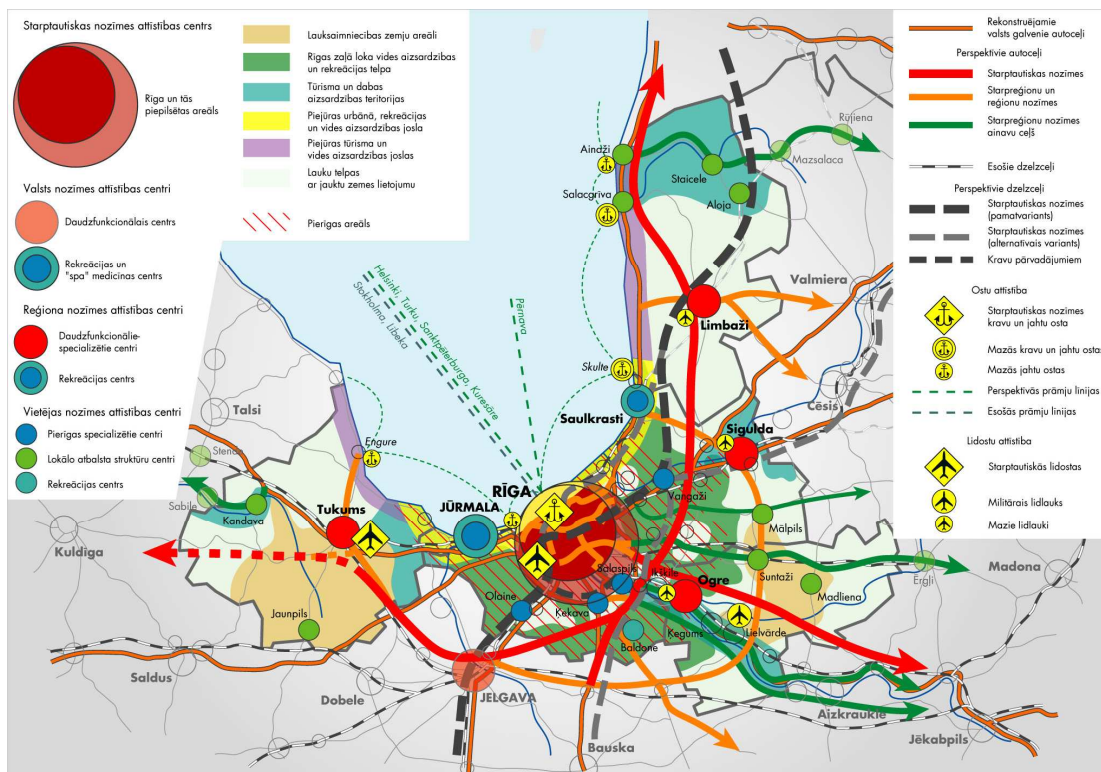 Starptautiskas nozīmes attīstības centrs
Rīga un tās
piepilsētas areāls
Valsts nozīmes attīstības centri
Daudzfunkcionālais centrs
Rekreācijas un
"spa" medicīnas centrs
Reģiona nozīmes attīstības centri
Daudzfunkcionālie-
specializētie centri
Rekreācijas centrs
Vietējas nozīmes attīstības centri
Pierīgas specializētie centri
Lokālo atbalsta struktūru centri
Rekreācijas centrs
Lauksaimniecības zemju areāli
Rīgas zaļā loka vides aizsardzības
un rekreācijas telpa
Tūrisma un dabas
aizsardzības teritorijas
Piejūras urbānā, rekreācijas
un vides aizsardzības josla
Piejūras tūrisma un
vides aizsardzības joslas
Lauku telpas
ar jauktu zemes lietojumu
Pierīgas areāls
Rekonstruējamie
valsts galvenie autoceļi
Perspektīvie autoceļi
Starptautiskas nozīmes
Starpreģionu un
reģionu nozīmes
Starpreģionu nozīmes
ainavu ceļš
Esošie dzelzceļi
Perspektīvie dzelzceļi
Starptautiskas nozīmes
(pamatvariants)
Starptautiskas nozīmes
(alternatīvais variants)
Kravu pārvadājumiem
Ostu attīstība
Starptautiskas nozīmes
kravu un jahtu osta
Mazās kravu un jahtu ostas
Mazās jahtu ostas
Perspektīvās prāmju līnijas
Esošās prāmju līnijas
Lidostu attīstība
Starptautiskās lidostas
Militārais lidlauks
Mazie lidlauki
Rūjiena
Ainaži
Mazsalaca
Staicele
Salacgrīva
Aloja
Valmiera
Helsinki, Turku, Sanktpēterburga, Kuresāre
Stokholma, Lībeka
Pērnava
Limbaži
Skulte
Cēsis
Saulkrasti
Talsi
Sigulda
Engure
Stende
RĪGA
Vangaži
Sabile
Kandava
Tukums
JŪRMALA
Mālpils
Kuldīga
Salaspils
Ikšķile
Suntaži
Ērgļi
Madona
Ogre
Olaine
Madliena
Jaunpils
Ķekava
Ķegums
Lielvārde
Baldone
Saldus
JELGAVA
Dobele
Aizkraukle
Bauska
Jēkabpils